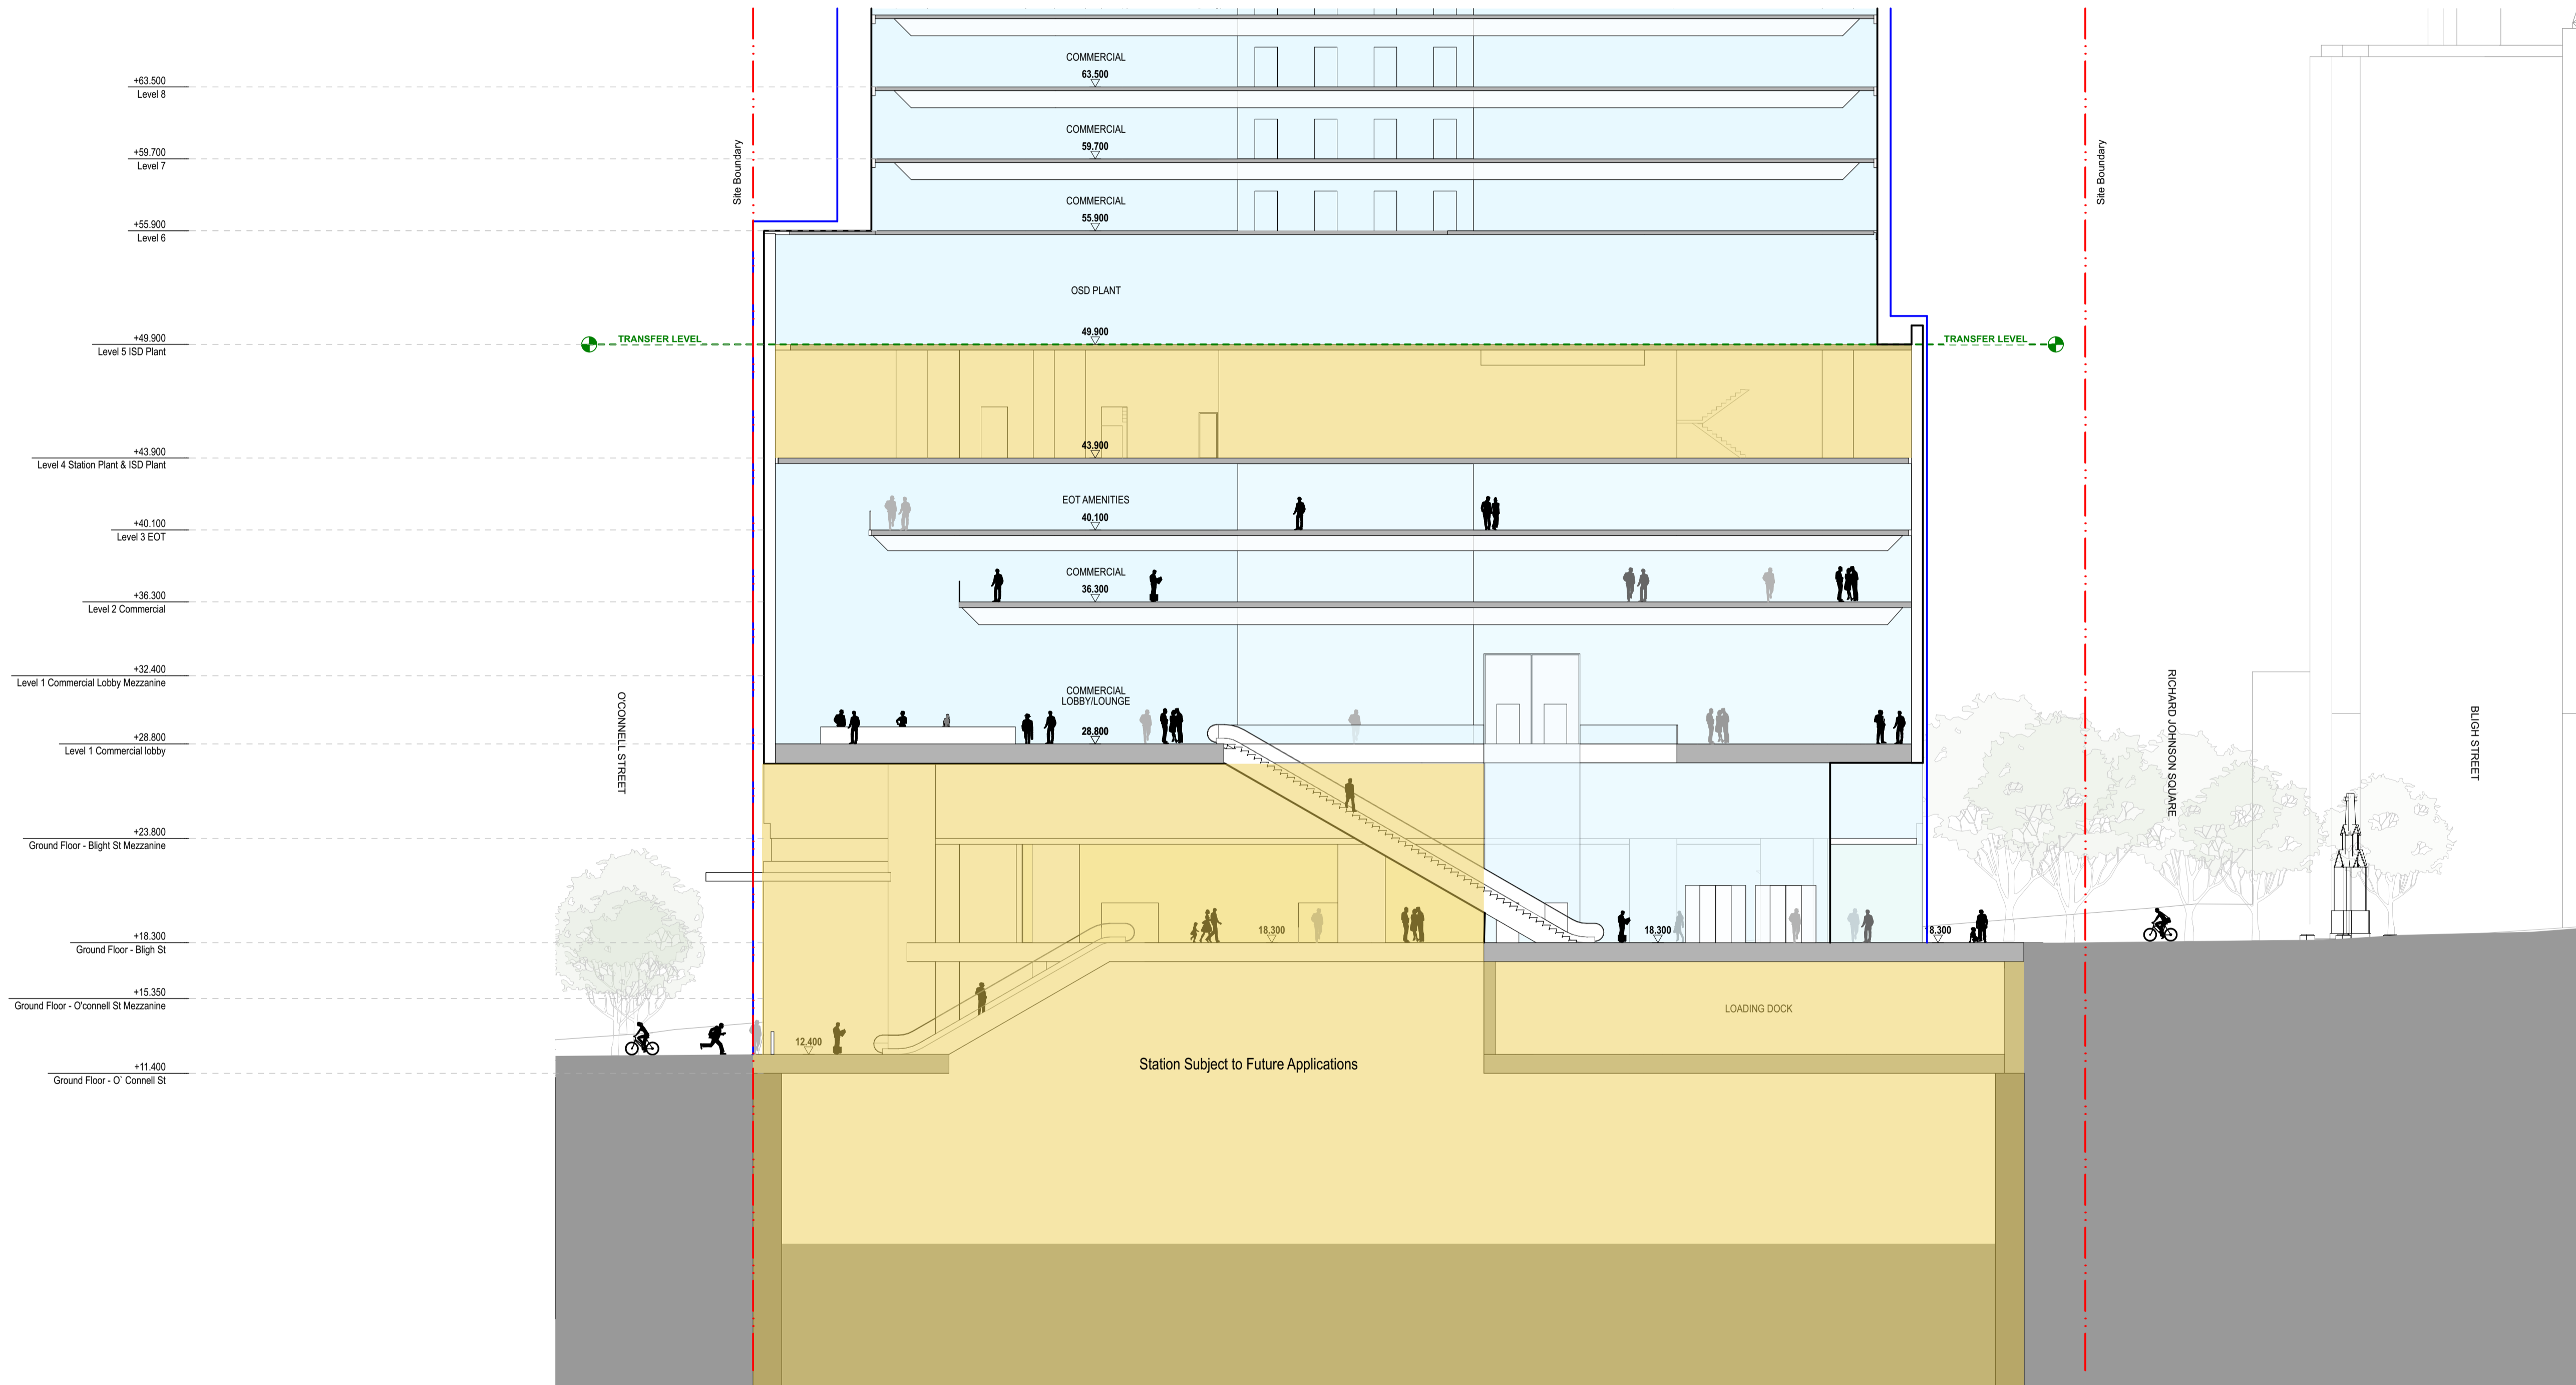 +63.500
Level 8
+59.700
Level 7
+55.900
Level 6
+49.900
Level 5 ISD Plant
+43.900
Level 4 Station Plant & ISD Plant
+40.100
Level 3 EOT
+36.300
Level 2 Commercial
+32.400
Level 1 Commercial Lobby Mezzanine
+28.800
Level 1 Commercial lobby
+23.800
Ground Floor - Blight St Mezzanine
+18.300
Ground Floor - Bligh St
+15.350
Ground Floor - O'connell St Mezzanine
+11.400
Ground Floor - O` Connell St
O'CONNELL STREET
Site Boundary
TRANSFER LEVEL
COMMERCIAL
63.500
COMMERCIAL
59.700
COMMERCIAL
55.900
OSD PLANT
49.900
43.900
EOT AMENITIES
40.100
COMMERCIAL
36.300
COMMERCIAL
LOBBY/LOUNGE
28.800
18.300
18.300
18.300
12.400
LOADING DOCK
Station Subject to Future Applications
TRANSFER LEVEL
Site Boundary
RICHARD JOHNSON SQUARE
BLIGH STREET